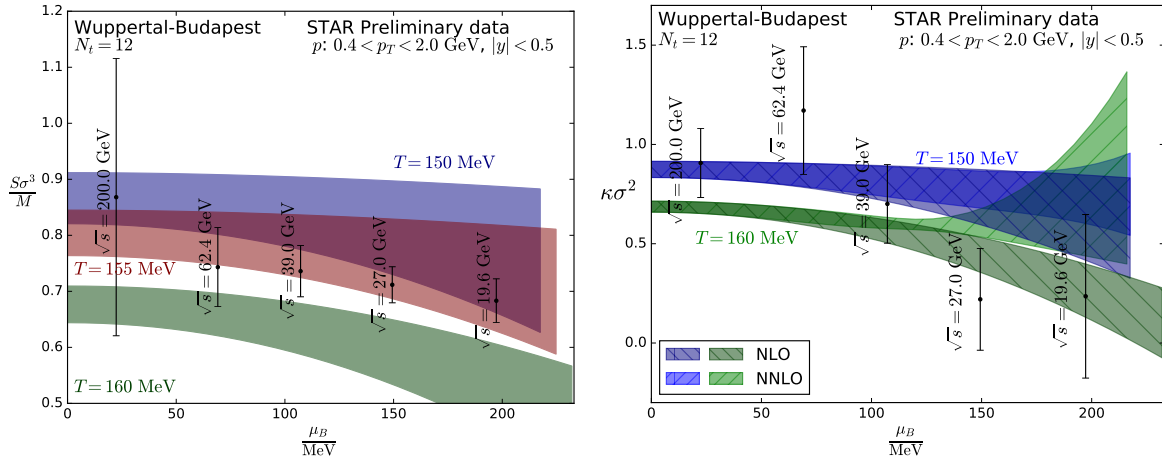 Wuppertal-Budapest
STAR Preliminary data
N_t = 12
p: 0.4 < p_T < 2.0 GeV, |y| < 0.5
Sσ³/M
1.2
1.1
1.0
0.9
0.8
0.7
0.6
0.5
√s = 200.0 GeV
√s = 62.4 GeV
√s = 39.0 GeV
√s = 27.0 GeV
√s = 19.6 GeV
T = 150 MeV
T = 155 MeV
T = 160 MeV
0
50
100
150
200
μ_B/MeV
Wuppertal-Budapest
STAR Preliminary data
N_t = 12
p: 0.4 < p_T < 2.0 GeV, |y| < 0.5
κσ²
1.5
1.0
0.5
0.0
√s = 200.0 GeV
√s = 62.4 GeV
√s = 39.0 GeV
√s = 27.0 GeV
√s = 19.6 GeV
T = 150 MeV
T = 160 MeV
NLO
NNLO
0
50
100
150
200
μ_B/MeV